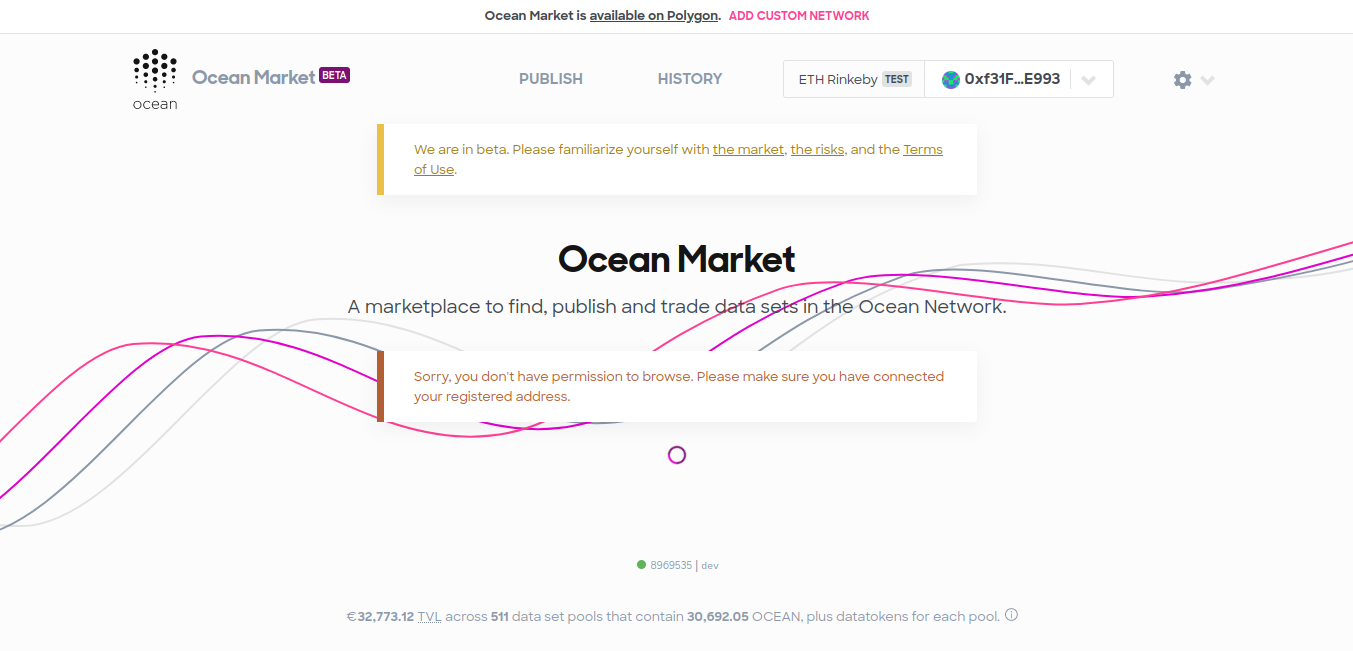 Ocean Market is available on Polygon. ADD CUSTOM NETWORK
ocean
Ocean Market BETA
PUBLISH
HISTORY
ETH Rinkeby TEST
0xf31F...E993
We are in beta. Please familiarize yourself with the market, the risks, and the Terms
of Use.
Ocean Market
A marketplace to find, publish and trade data sets in the Ocean Network.
Sorry, you don't have permission to browse. Please make sure you have connected
your registered address.
8969535 | dev
€32,773.12 TVL across 511 data set pools that contain 30,692.05 OCEAN, plus datatokens for each pool.